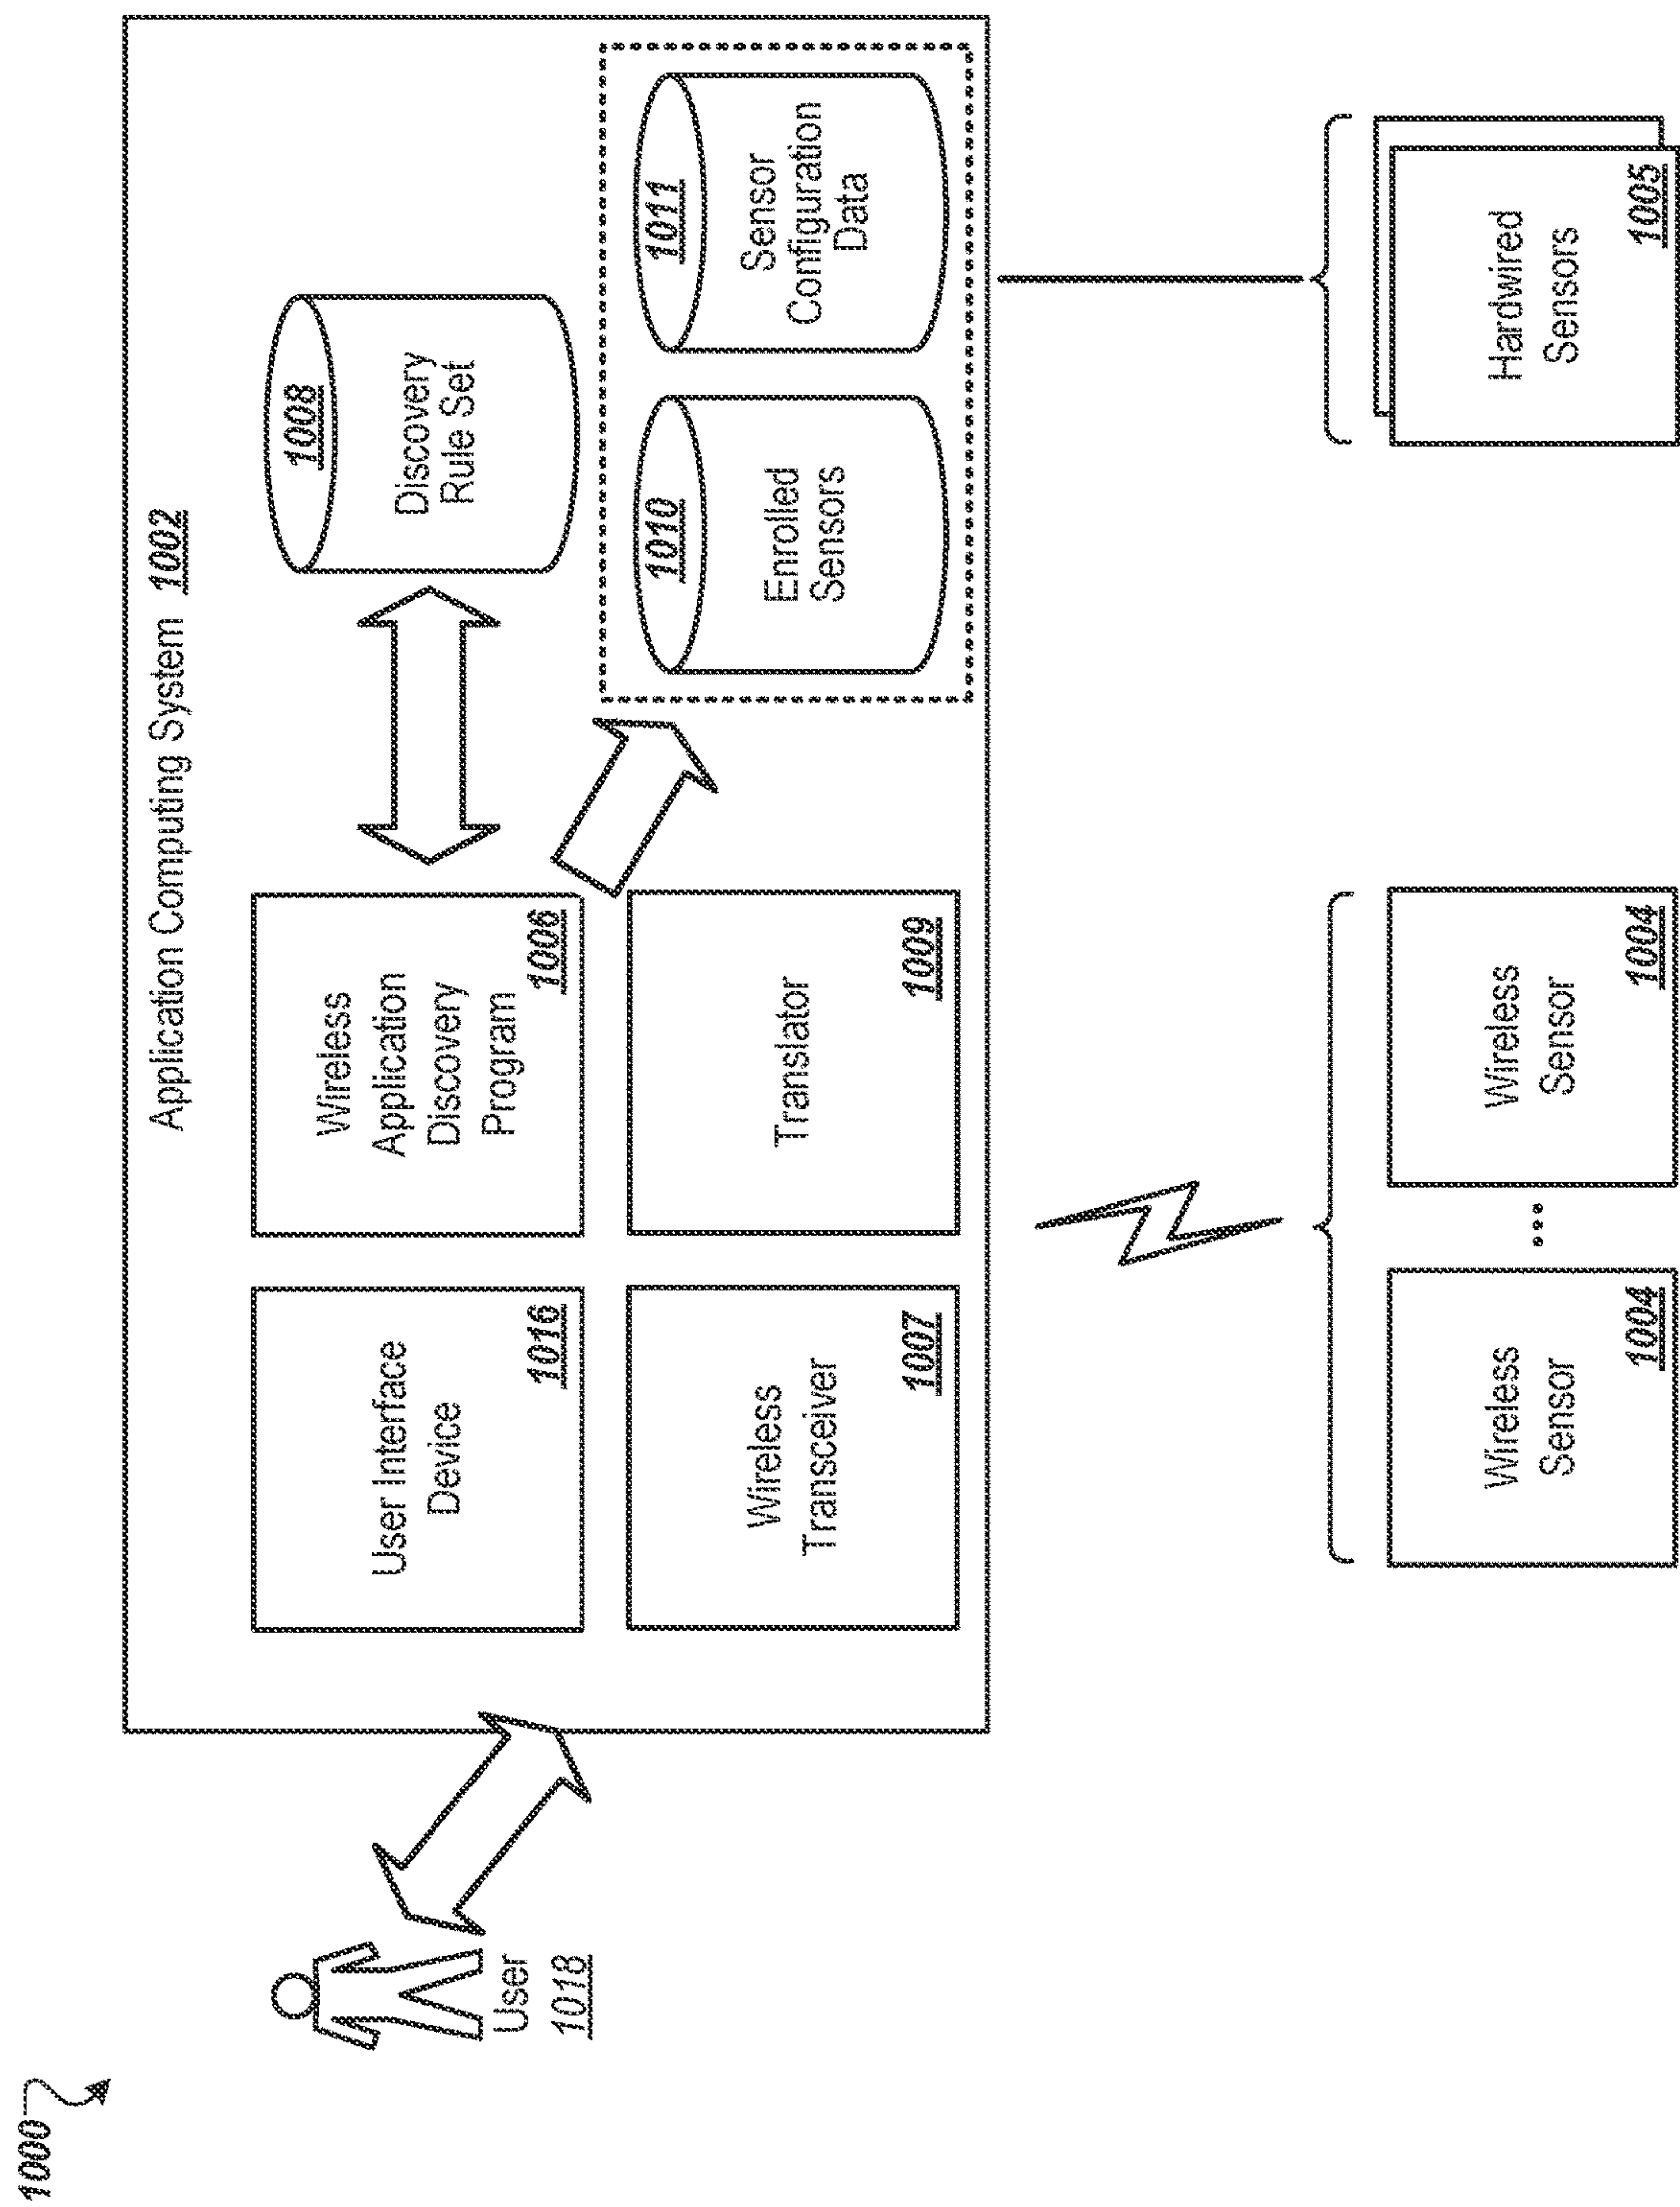 1000
Application Computing System 1002
User
1018
User Interface
Device
1016
Wireless
Application
Discovery
Program
1006
1008
Discovery
Rule Set
Wireless
Transceiver
1007
Translator
1009
1010
Enrolled
Sensors
1011
Sensor
Configuration
Data
Wireless
Sensor
1004
...
Wireless
Sensor
1004
Hardwired
Sensors
1005